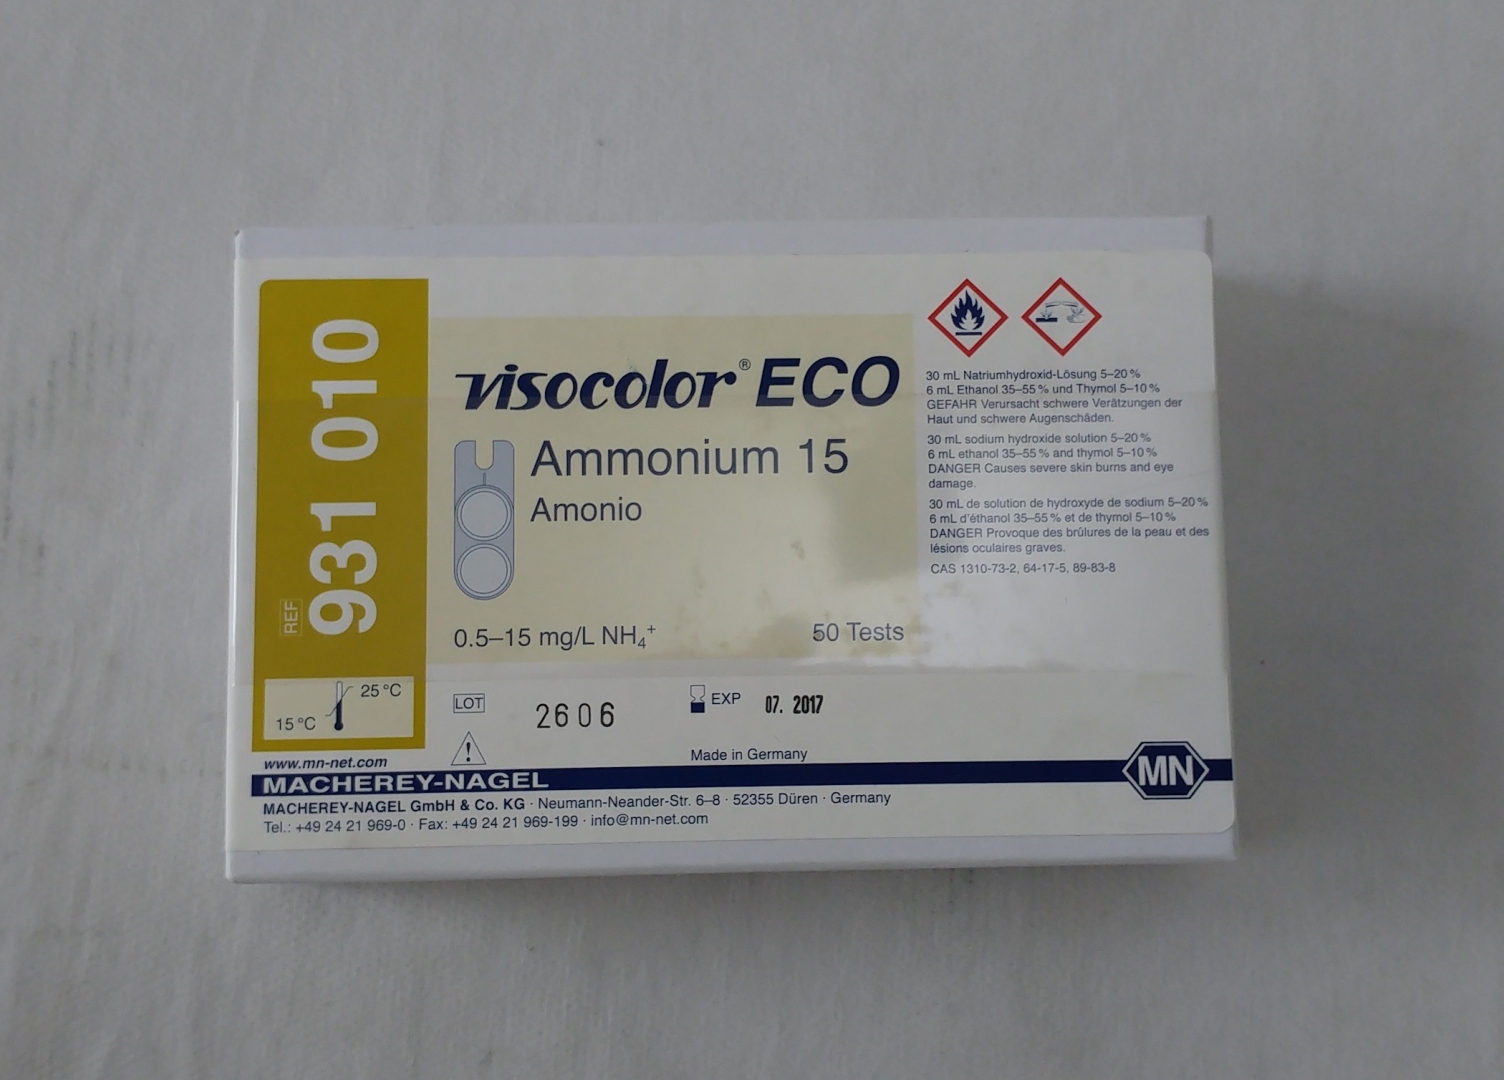 REF
931 010
visocolor® ECO
Ammonium 15
Amonio
0.5–15 mg/L NH₄⁺
50 Tests
30 mL Natriumhydroxid-Lösung 5–20 %
6 mL Ethanol 35–55 % und Thymol 5–10 %
GEFAHR Verursacht schwere Verätzungen der
Haut und schwere Augenschäden.
30 mL sodium hydroxide solution 5–20 %
6 mL ethanol 35–55 % and thymol 5–10 %
DANGER Causes severe skin burns and eye
damage.
30 mL de solution de hydroxyde de sodium 5–20 %
6 mL d'éthanol 35–55 % et de thymol 5–10 %
DANGER Provoque des brûlures de la peau et des
lésions oculaires graves.
CAS 1310-73-2, 64-17-5, 89-83-8
25 °C
15 °C
LOT 2606
EXP 07. 2017
Made in Germany
www.mn-net.com
MACHEREY-NAGEL
MN
MACHEREY-NAGEL GmbH & Co. KG · Neumann-Neander-Str. 6–8 · 52355 Düren · Germany
Tel.: +49 24 21 969-0 · Fax: +49 24 21 969-199 · info@mn-net.com